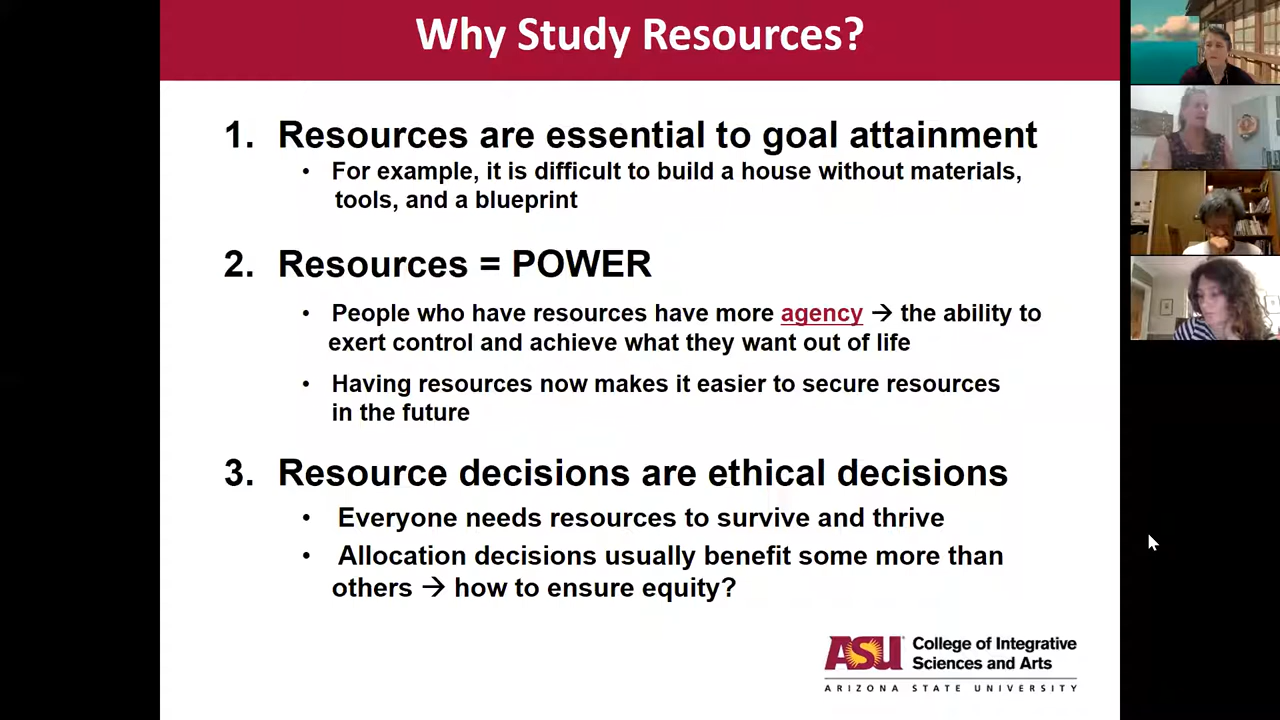 Why Study Resources?
1. Resources are essential to goal attainment
• For example, it is difficult to build a house without materials,
tools, and a blueprint
2. Resources = POWER
• People who have resources have more agency → the ability to
exert control and achieve what they want out of life
• Having resources now makes it easier to secure resources
in the future
3. Resource decisions are ethical decisions
• Everyone needs resources to survive and thrive
• Allocation decisions usually benefit some more than
others → how to ensure equity?
ASU College of Integrative
Sciences and Arts
ARIZONA STATE UNIVERSITY